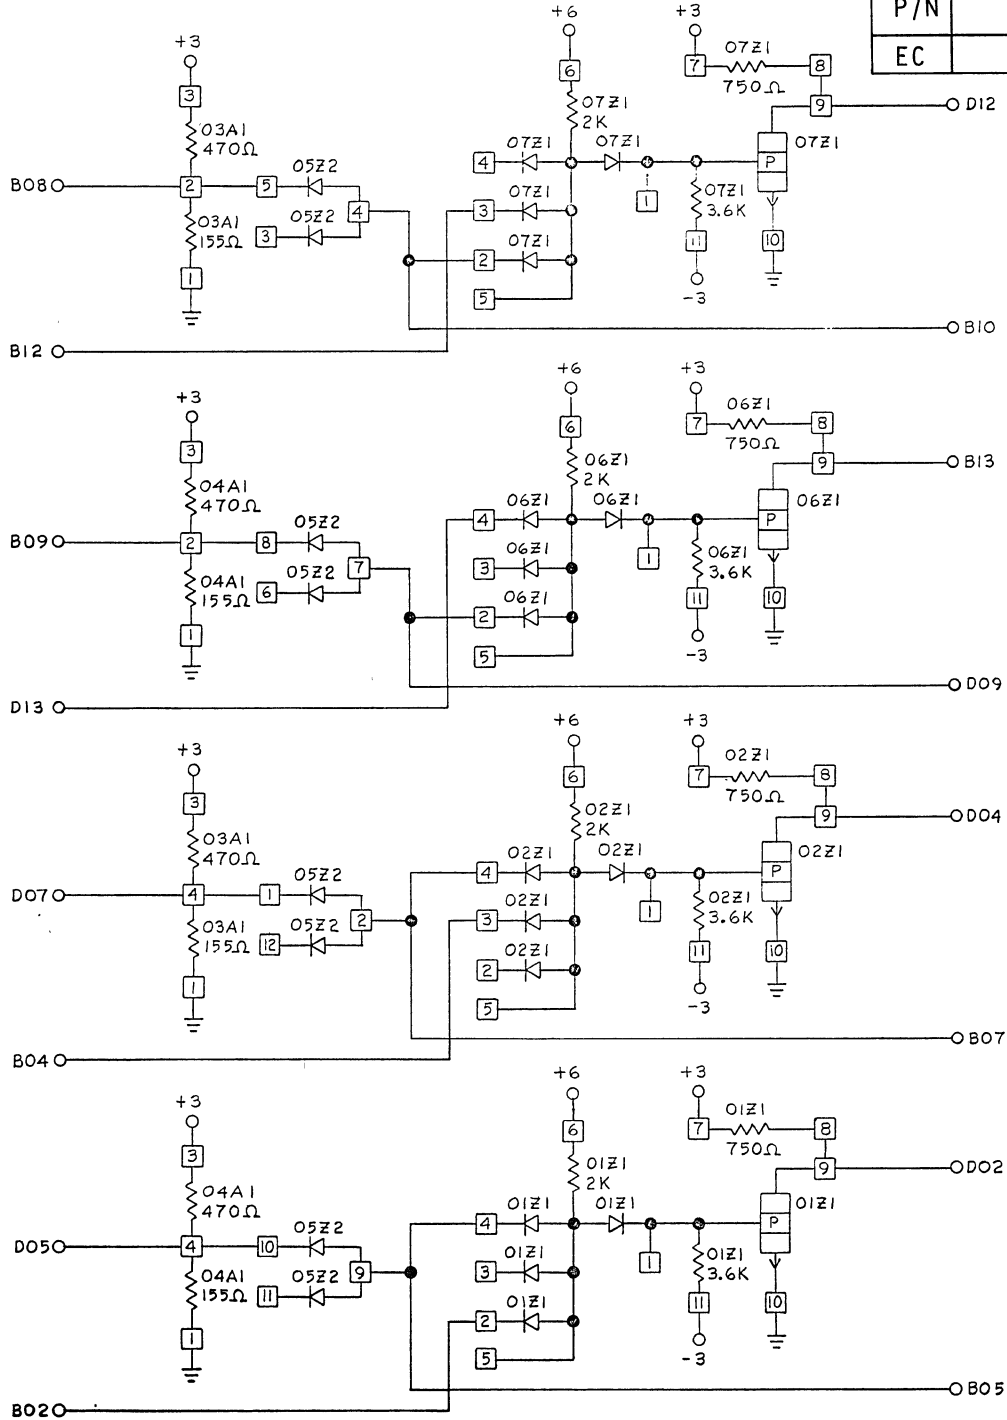 P/N
EC
+3
+6
+3
3
6
7
07Z1
750Ω
8
9
D12
03A1
470Ω
07Z1
2K
07Z1
07Z1
07Z1
P
B08
2
5
05Z2
4
4
1
07Z1
3.6K
03A1
155Ω
3
05Z2
3
07Z1
11
10
1
2
07Z1
5
-3
B10
B12
+3
+6
+3
3
6
7
06Z1
750Ω
8
9
B13
04A1
470Ω
06Z1
2K
06Z1
06Z1
06Z1
P
B09
2
8
05Z2
7
4
1
06Z1
3.6K
04A1
155Ω
6
05Z2
3
06Z1
11
10
1
2
06Z1
5
-3
D09
D13
+3
+6
+3
3
6
7
02Z1
750Ω
8
9
D04
03A1
470Ω
02Z1
2K
02Z1
02Z1
02Z1
P
D07
4
1
05Z2
2
4
1
02Z1
3.6K
03A1
155Ω
12
05Z2
3
02Z1
11
10
1
2
02Z1
5
-3
B07
B04
+3
+6
+3
3
6
7
01Z1
750Ω
8
9
D02
04A1
470Ω
01Z1
2K
01Z1
01Z1
01Z1
P
D05
4
10
05Z2
9
4
1
01Z1
3.6K
04A1
155Ω
11
05Z2
3
01Z1
11
10
1
2
01Z1
5
-3
B05
B02